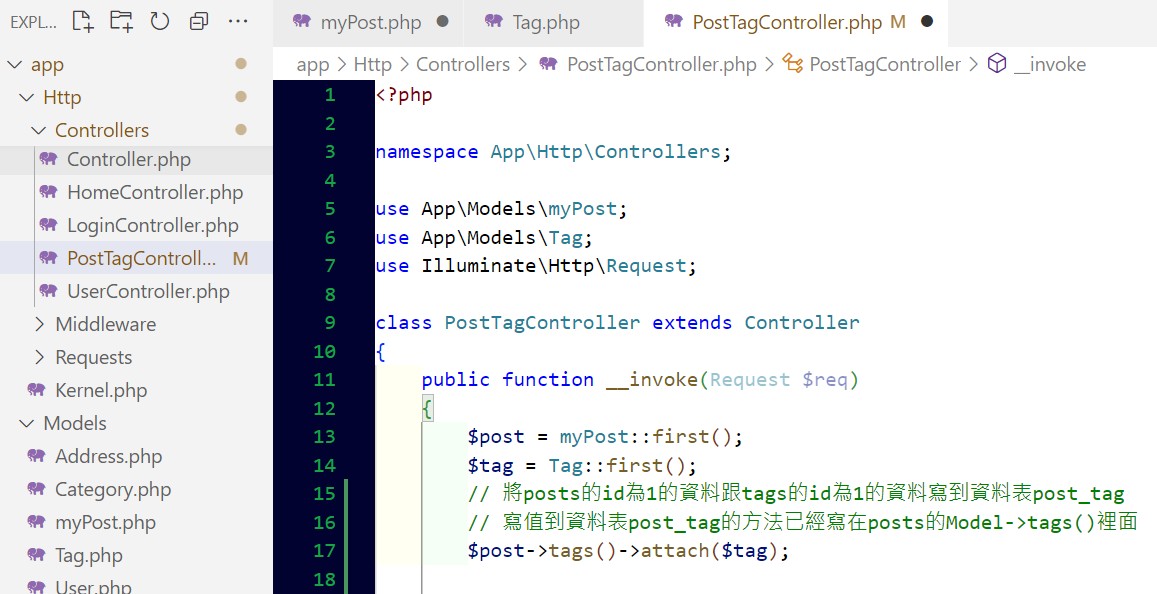 EXPL...
myPost.php
Tag.php
PostTagController.php M
app > Http > Controllers > PostTagController.php > PostTagController > __invoke
app
Http
Controllers
Controller.php
HomeController.php
LoginController.php
PostTagControll... M
UserController.php
Middleware
Requests
Kernel.php
Models
Address.php
Category.php
myPost.php
Tag.php
User.php
1 <?php
2
3 namespace App\Http\Controllers;
4
5 use App\Models\myPost;
6 use App\Models\Tag;
7 use Illuminate\Http\Request;
8
9 class PostTagController extends Controller
10 {
11 public function __invoke(Request $req)
12 {
13 $post = myPost::first();
14 $tag = Tag::first();
15 // 將posts的id為1的資料跟tags的id為1的資料寫到資料表post_tag
16 // 寫值到資料表post_tag的方法已經寫在posts的Model->tags()裡面
17 $post->tags()->attach($tag);
18